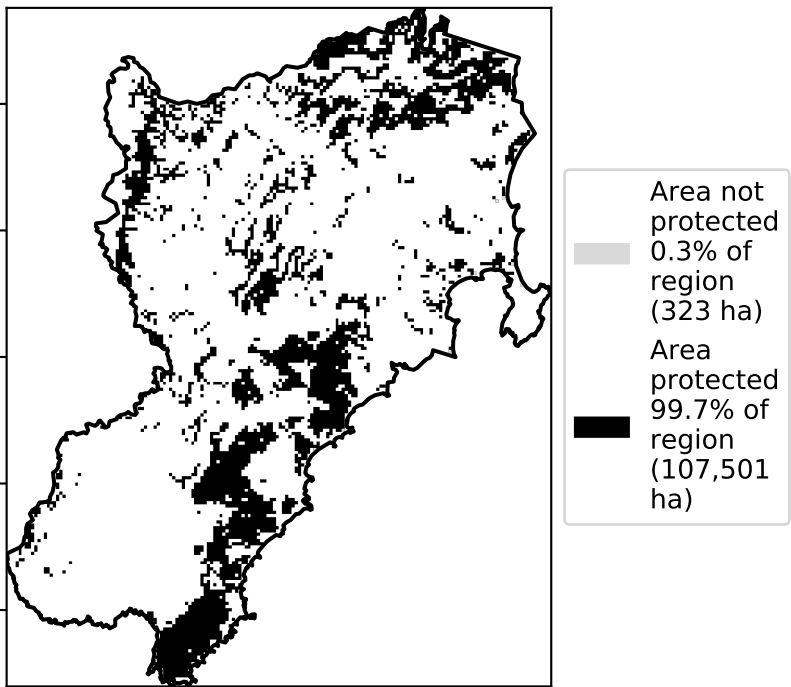 Area not
protected
0.3% of
region
(323 ha)
Area
protected
99.7% of
region
(107,501
ha)